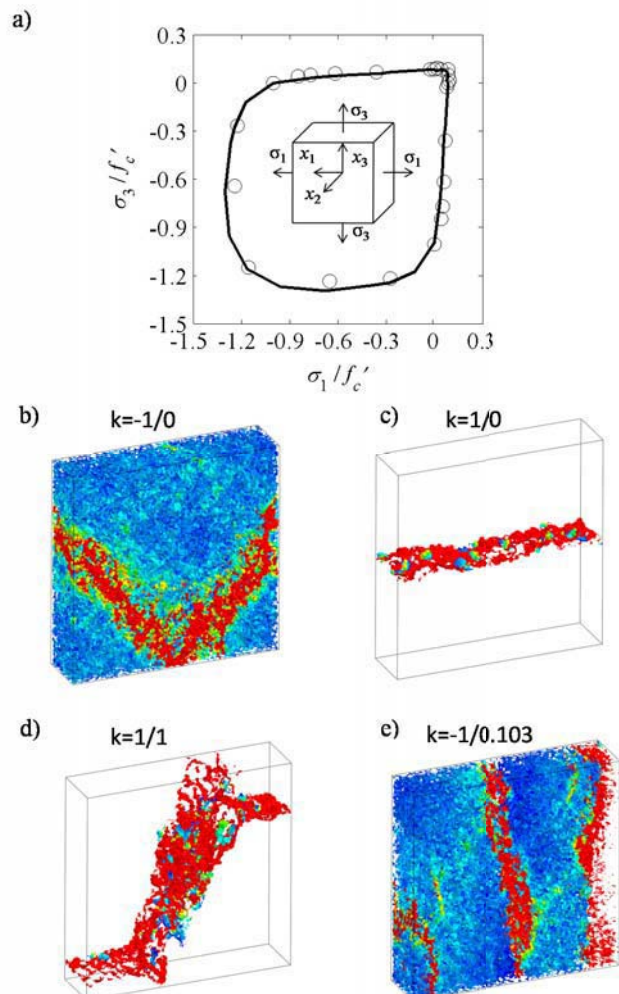 a)
0.3
0
-0.3
-0.6
-0.9
-1.2
-1.5
σ3/fc′
σ3
σ1 x1 x3 σ1
x2
σ3
-1.5 -1.2 -0.9 -0.6 -0.3 0 0.3
σ1/fc′
b) k=-1/0
c) k=1/0
d) k=1/1
e) k=-1/0.103